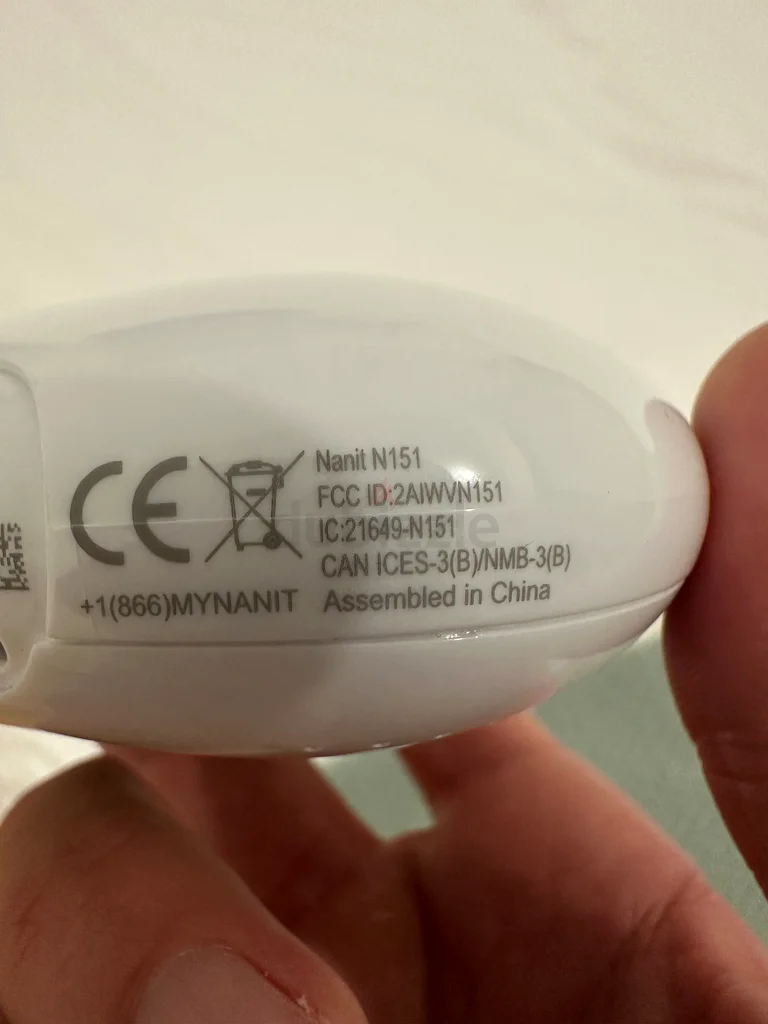 CE
Nanit N151
FCC ID:2AIWVN151
IC:21649-N151
CAN ICES-3(B)/NMB-3(B)
+1(866)MYNANIT Assembled in China